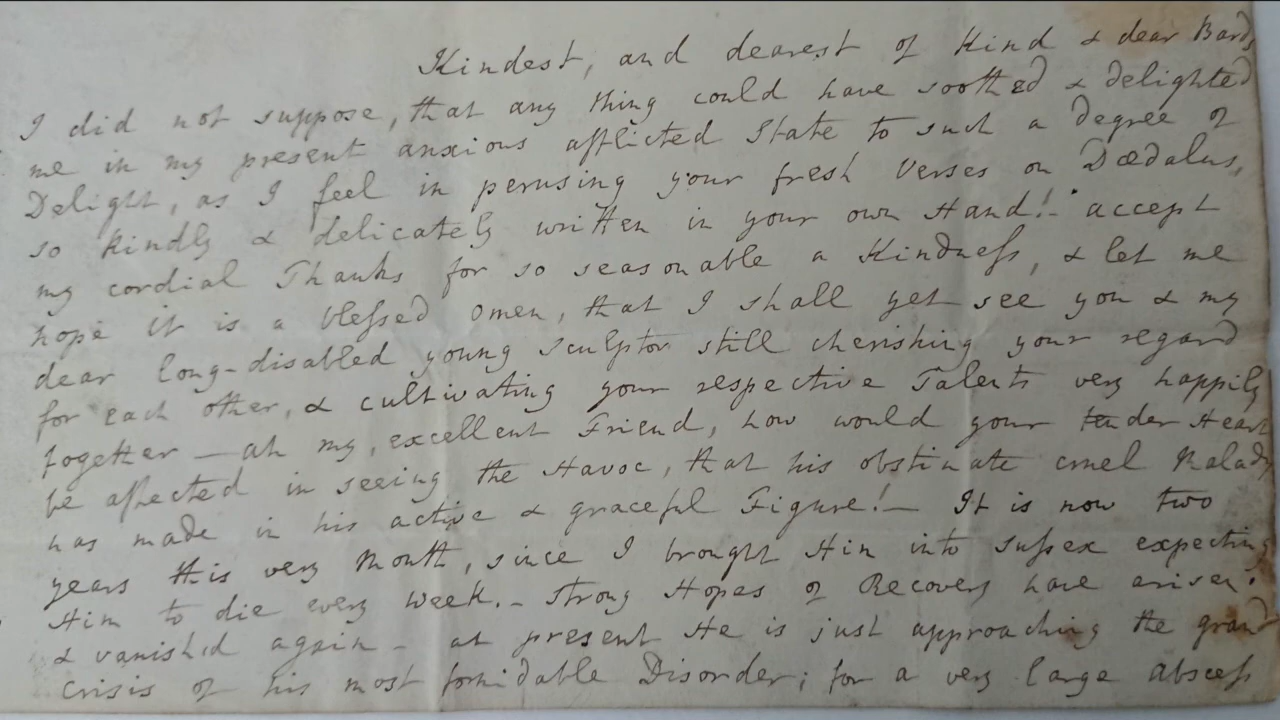 Kindest, and dearest of Kind & dear Bards
I did not suppose, that any thing could have soothed & delighted
me in my present anxious afflicted State to such a Degree of
Delight, as I feel in perusing your fresh Verses on Dædalus,
so kindly & delicately written in your own Hand! - accept
my cordial Thanks for so seasonable a Kindness, & let me
hope it is a blessed omen, that I shall yet see you & my
dear long-disabled young sculptor still cherishing your regard
for each other, & cultivating your respective Talents very happily
together — ah my excellent Friend, how would your tender Heart
be affected in seeing the Havoc, that his obstinate cruel Malady
has made in his active & graceful Figure! — It is now two
years this very Month, since I brought Him into Sussex expecting
Him to die every Week. - Strong Hopes of Recovery have arisen
& vanished again - at present He is just approaching the grand
crisis of his most formidable Disorder; for a very large Abscess